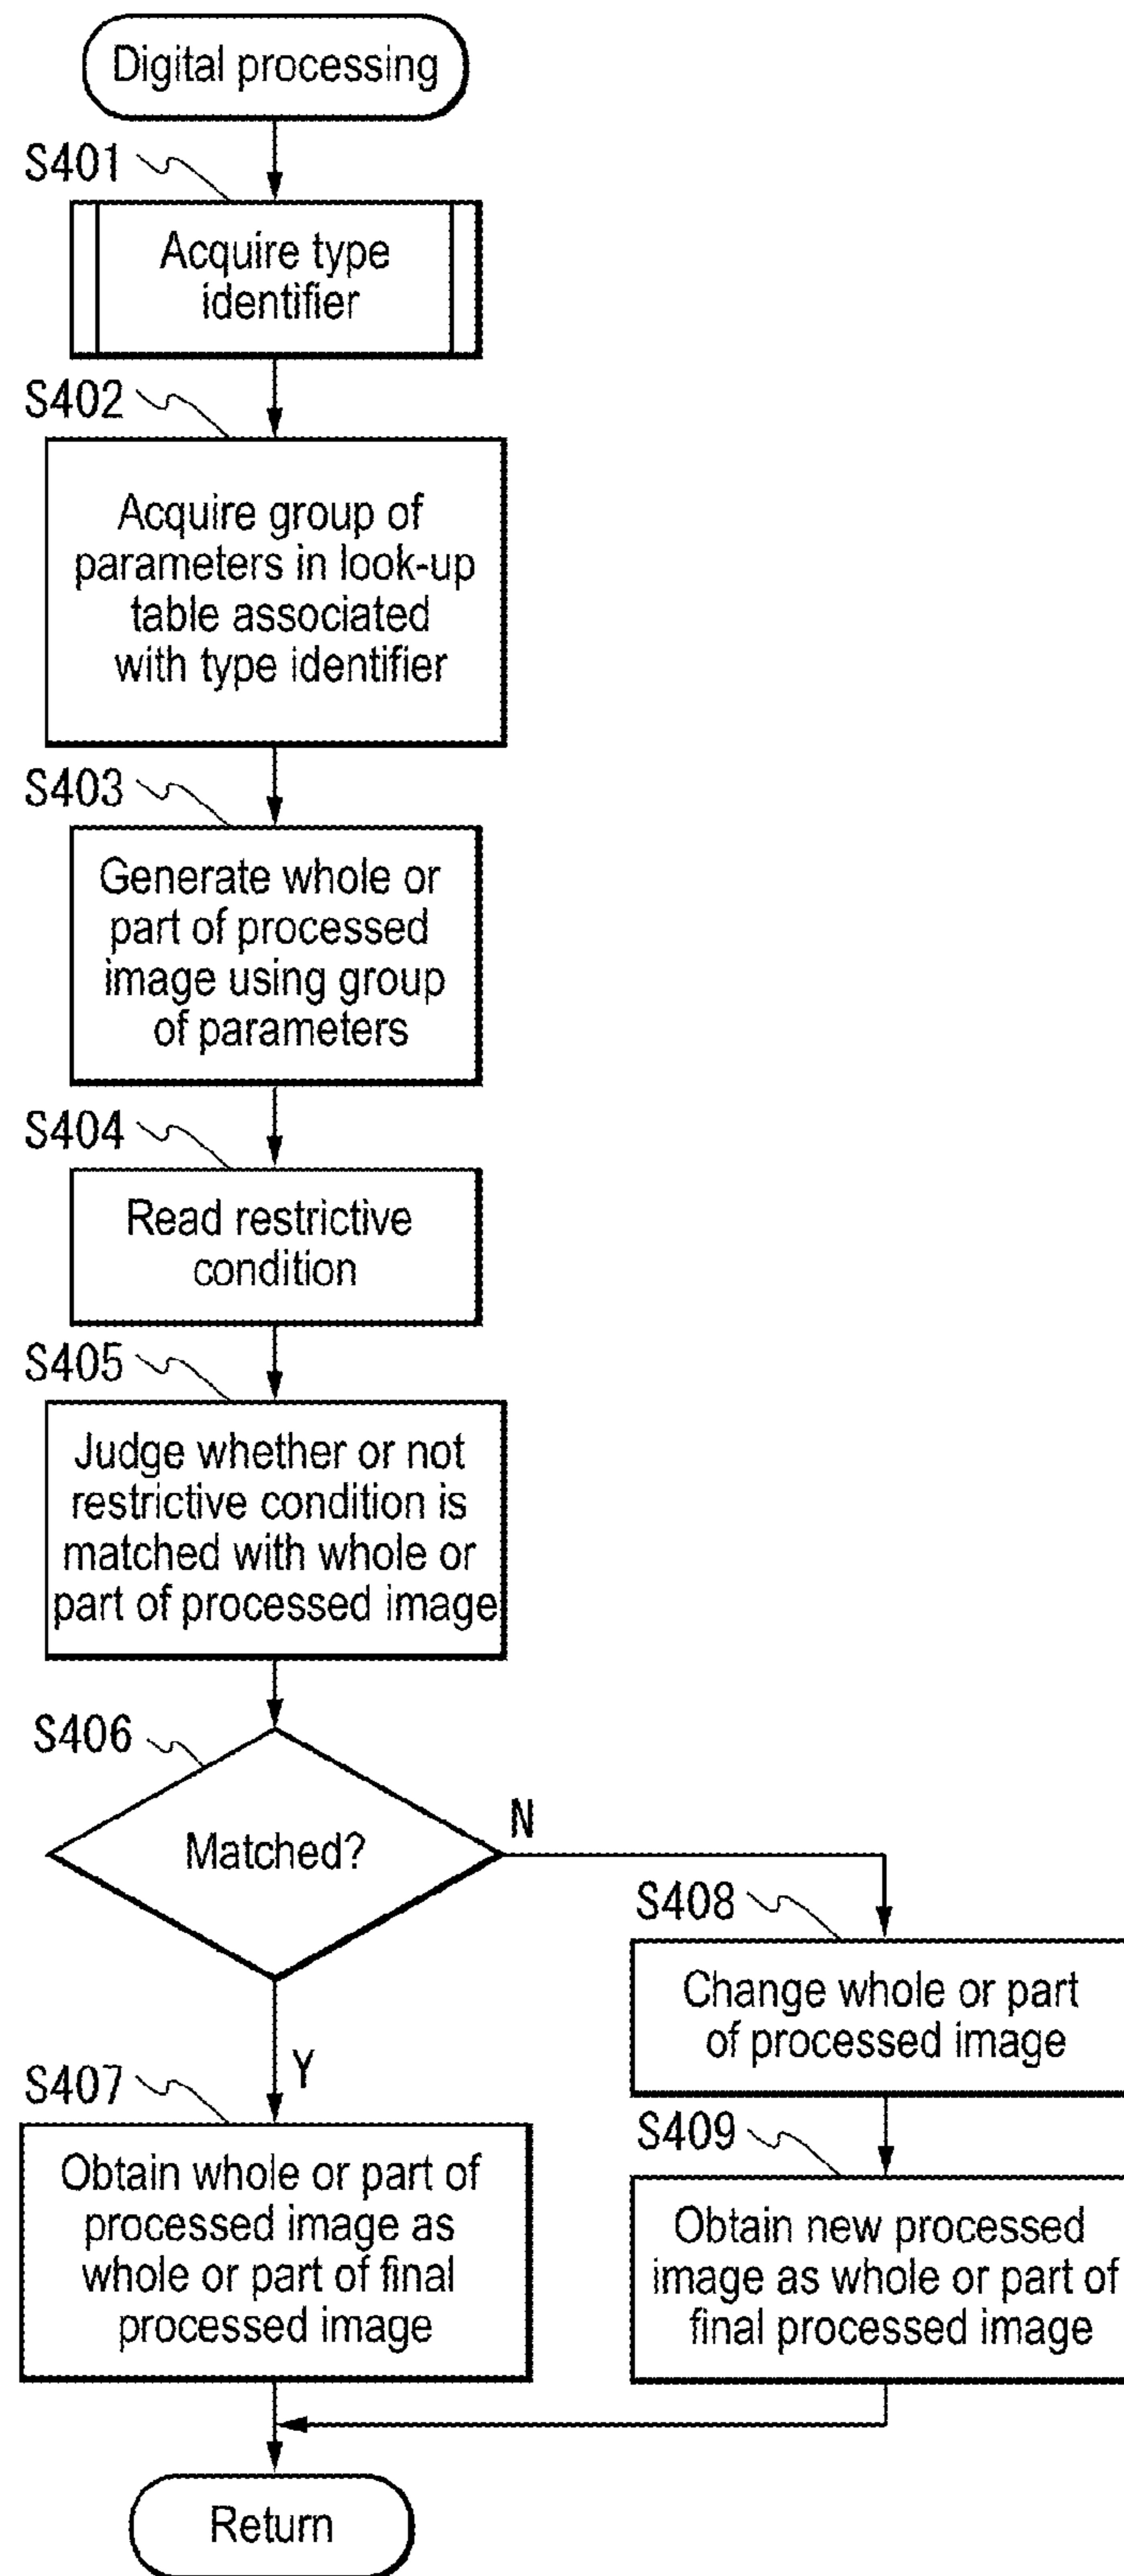 Digital processing
S401
Acquire type
identifier
S402
Acquire group of
parameters in look-up
table associated
with type identifier
S403
Generate whole or
part of processed
image using group
of parameters
S404
Read restrictive
condition
S405
Judge whether or not
restrictive condition is
matched with whole or
part of processed image
S406
Matched?
N
Y
S408
Change whole or part
of processed image
S407
Obtain whole or part of
processed image as
whole or part of final
processed image
S409
Obtain new processed
image as whole or part of
final processed image
Return